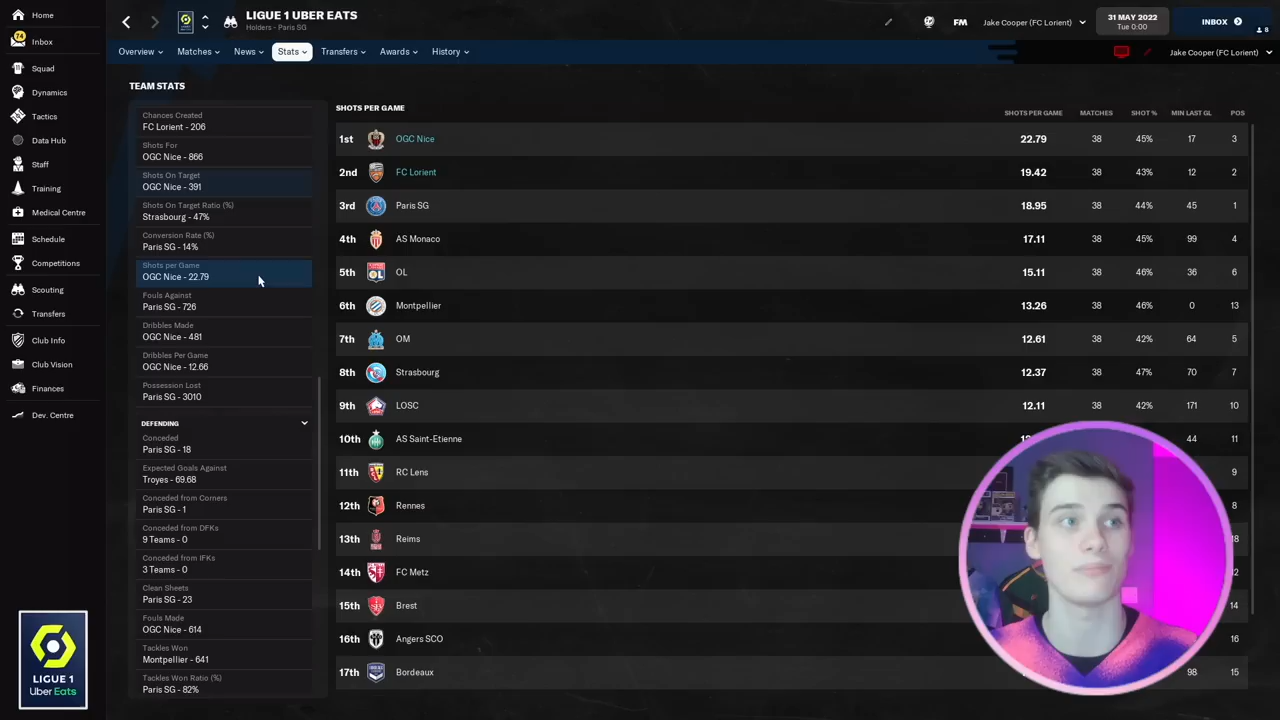 Home
74
Inbox
Squad
Dynamics
Tactics
Data Hub
Staff
Training
Medical Centre
Schedule
Competitions
Scouting
Transfers
Club Info
Club Vision
Finances
Dev. Centre
LIGUE 1
Uber Eats
LIGUE 1 UBER EATS
Holders - Paris SG
FM
Jake Cooper (FC Lorient)
31 MAY 2022
Tue 0:00
INBOX
8
Overview
Matches
News
Stats
Transfers
Awards
History
Jake Cooper (FC Lorient)
TEAM STATS
Chances Created
FC Lorient - 206
Shots For
OGC Nice - 866
Shots On Target
OGC Nice - 391
Shots On Target Ratio (%)
Strasbourg - 47%
Conversion Rate (%)
Paris SG - 14%
Shots per Game
OGC Nice - 22.79
Fouls Against
Paris SG - 726
Dribbles Made
OGC Nice - 481
Dribbles Per Game
OGC Nice - 12.66
Possession Lost
Paris SG - 3010
DEFENDING
Conceded
Paris SG - 18
Expected Goals Against
Troyes - 69.68
Conceded from Corners
Paris SG - 1
Conceded from DFKs
9 Teams - 0
Conceded from IFKs
3 Teams - 0
Clean Sheets
Paris SG - 23
Fouls Made
OGC Nice - 614
Tackles Won
Montpellier - 641
Tackles Won Ratio (%)
Paris SG - 82%
SHOTS PER GAME
SHOTS PER GAME MATCHES SHOT % MIN LAST GL POS
1st OGC Nice 22.79 38 45% 17 3
2nd FC Lorient 19.42 38 43% 12 2
3rd Paris SG 18.95 38 44% 45 1
4th AS Monaco 17.11 38 45% 99 4
5th OL 15.11 38 46% 36 6
6th Montpellier 13.26 38 46% 0 13
7th OM 12.61 38 42% 64 5
8th Strasbourg 12.37 38 47% 70 7
9th LOSC 12.11 38 42% 171 10
10th AS Saint-Etienne 44 11
11th RC Lens 9
12th Rennes 8
13th Reims
14th FC Metz
15th Brest 14
16th Angers SCO 16
17th Bordeaux 98 15